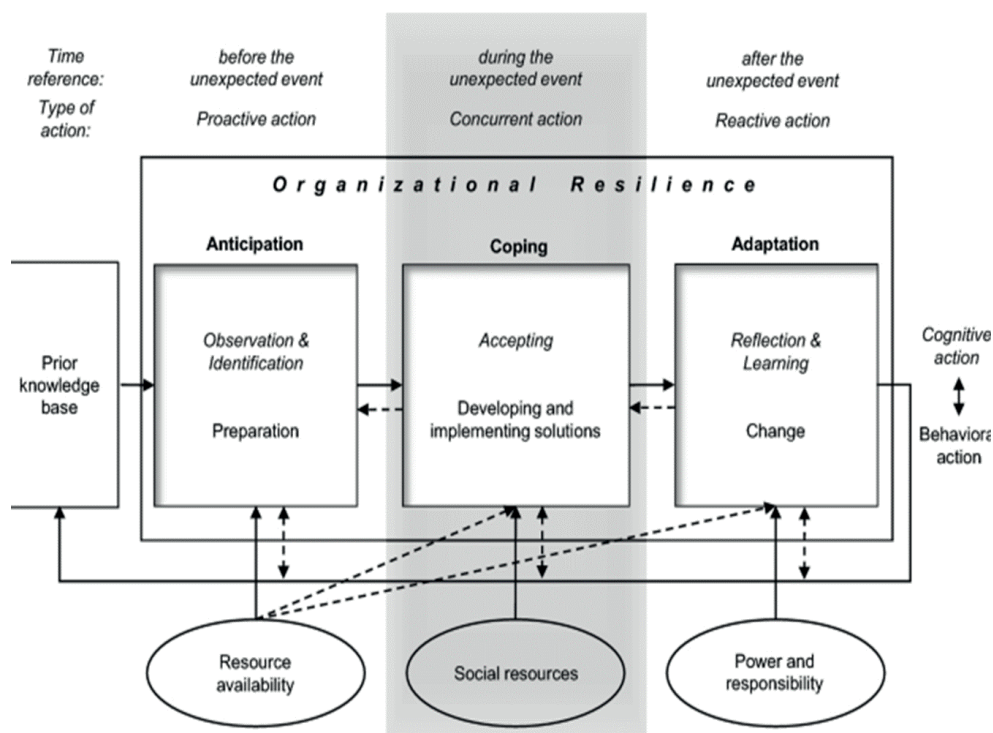 Time
reference:
before the
unexpected event
during the
unexpected event
after the
unexpected event
Type of
action:
Proactive action
Concurrent action
Reactive action
Organizational Resilience
Anticipation
Coping
Adaptation
Prior
knowledge
base
Observation &
Identification
Preparation
Accepting
Developing and
implementing solutions
Reflection &
Learning
Change
Cognitive
action
Behaviora
action
Resource
availability
Social resources
Power and
responsibility